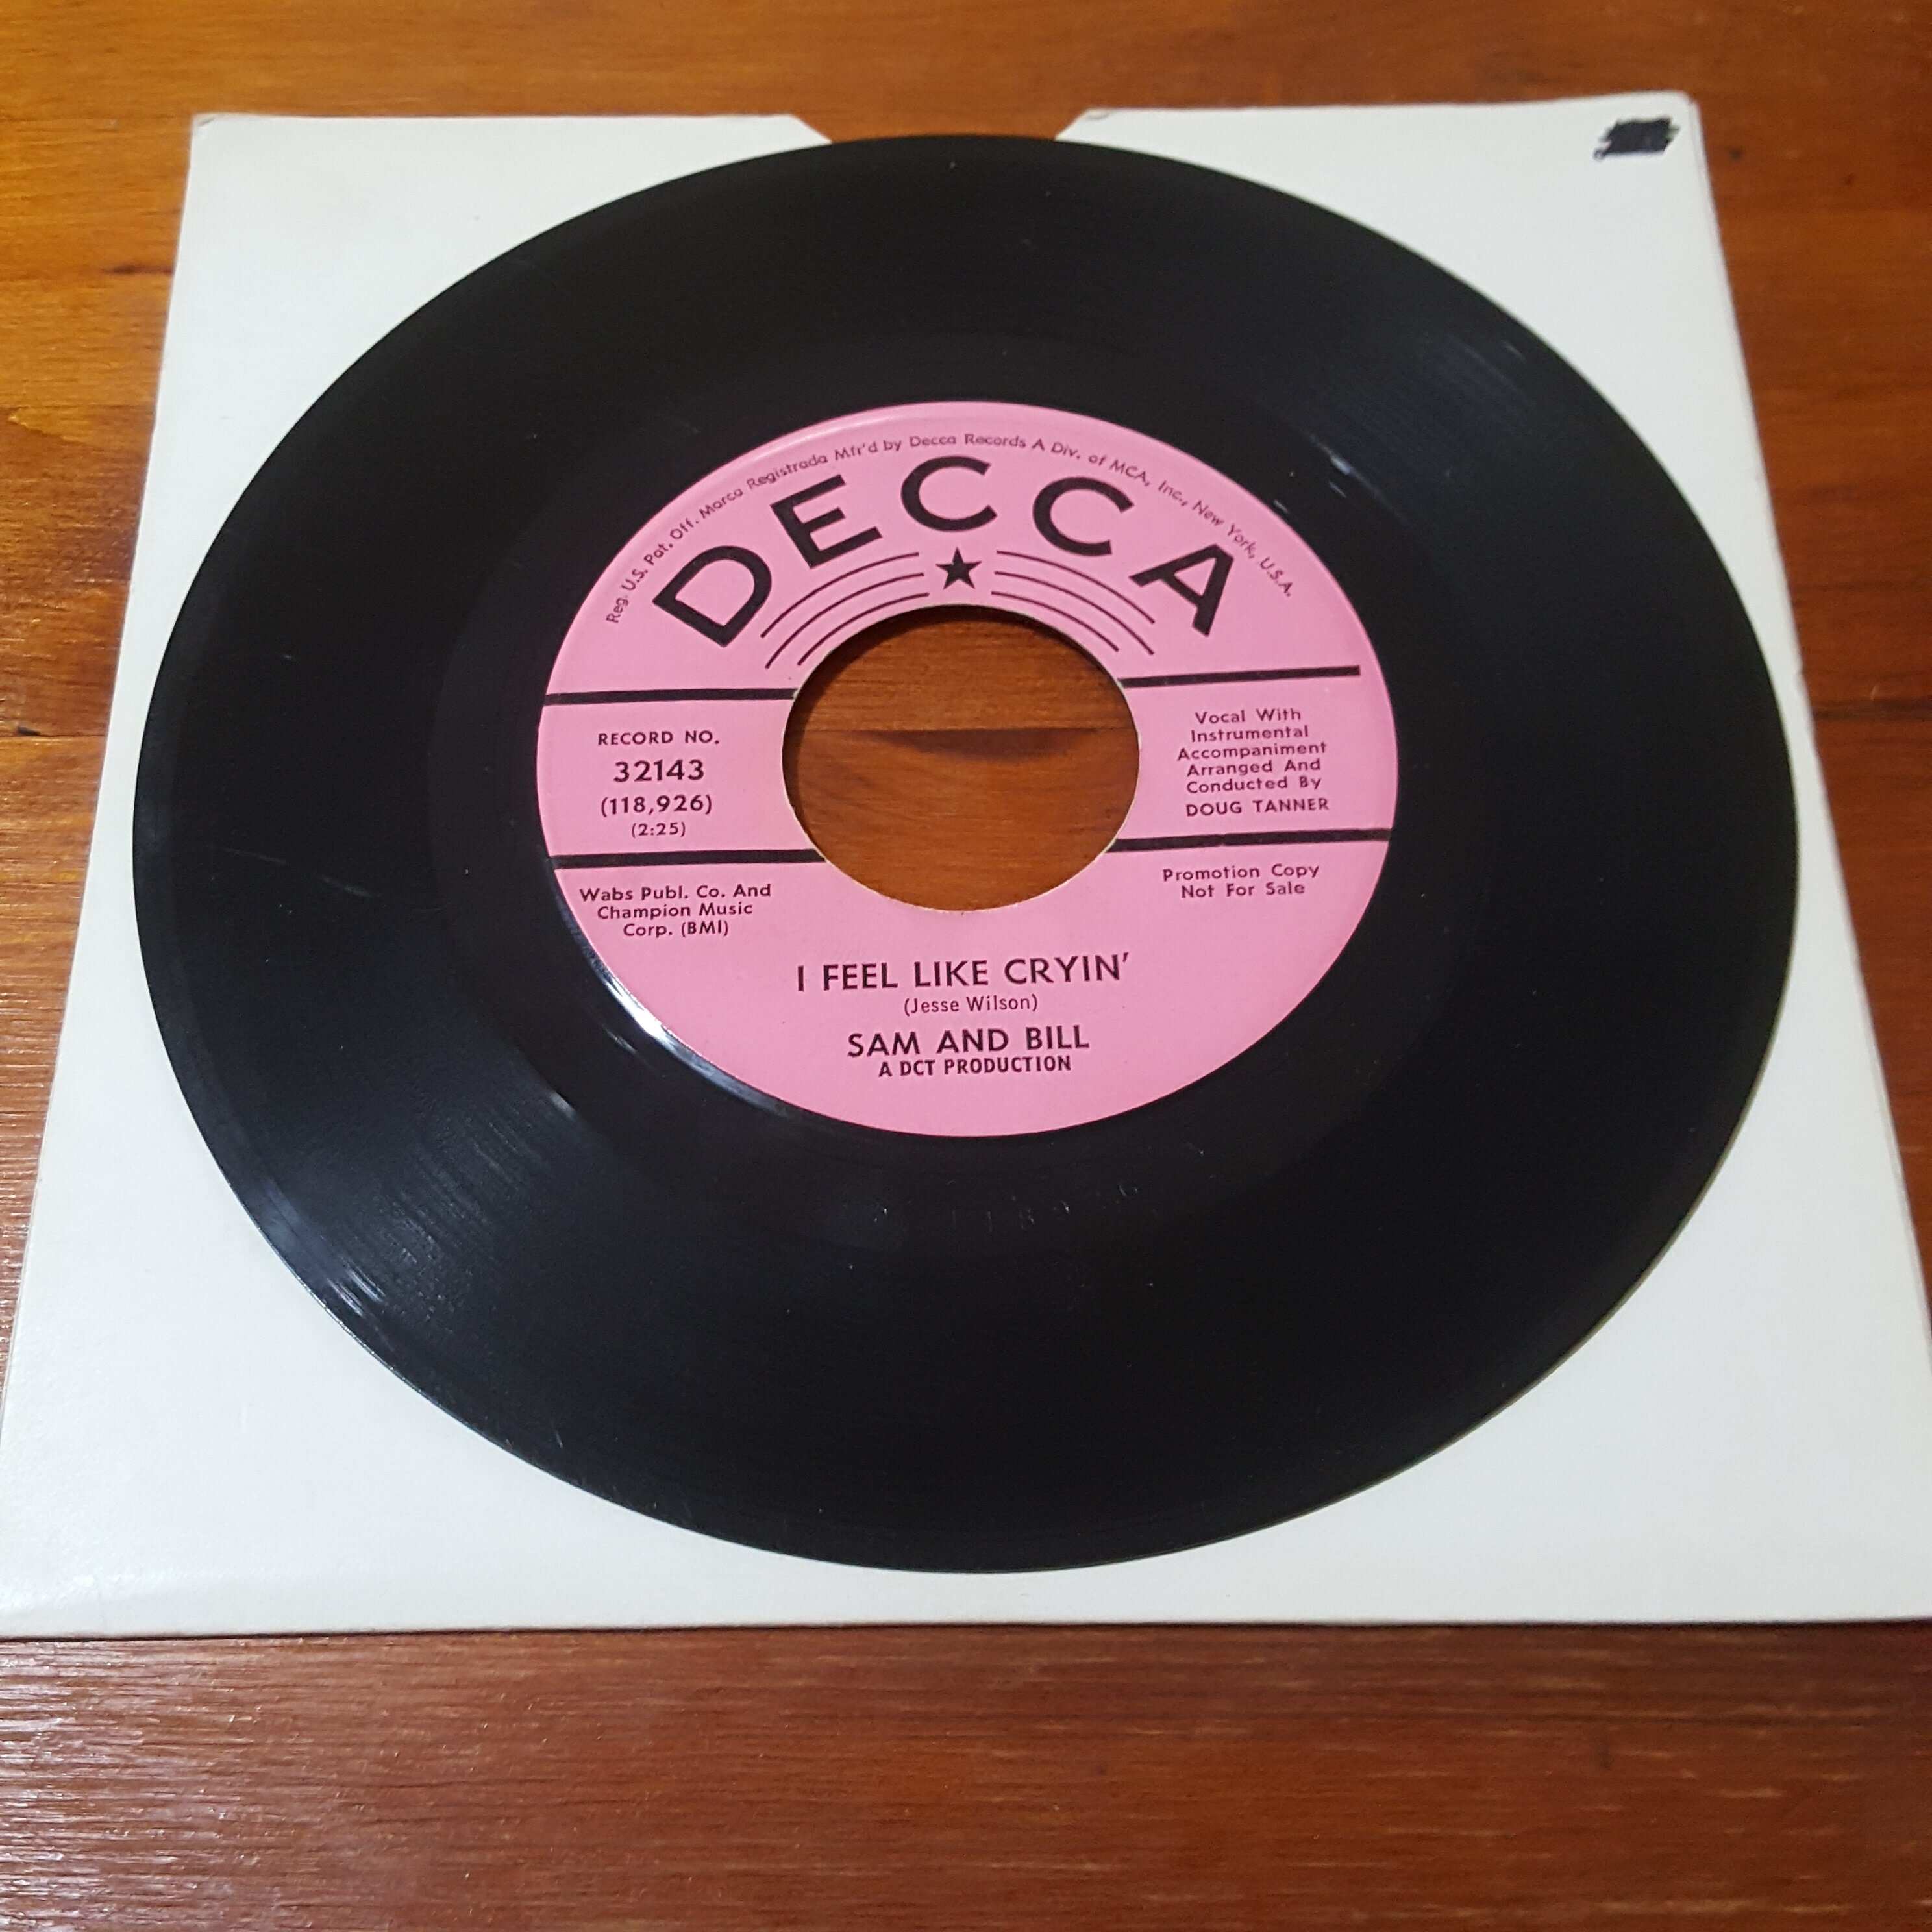 Reg. U.S. Pat. Off. Marca Registrada Mfr'd by Decca Records A Div. of MCA, Inc., New York, U.S.A.
DECCA
RECORD NO.
32143
(118,926)
(2:25)
Vocal With
Instrumental
Accompaniment
Arranged And
Conducted By
DOUG TANNER
Wabs Publ. Co. And
Champion Music
Corp. (BMI)
Promotion Copy
Not For Sale
I FEEL LIKE CRYIN'
(Jesse Wilson)
SAM AND BILL
A DCT PRODUCTION